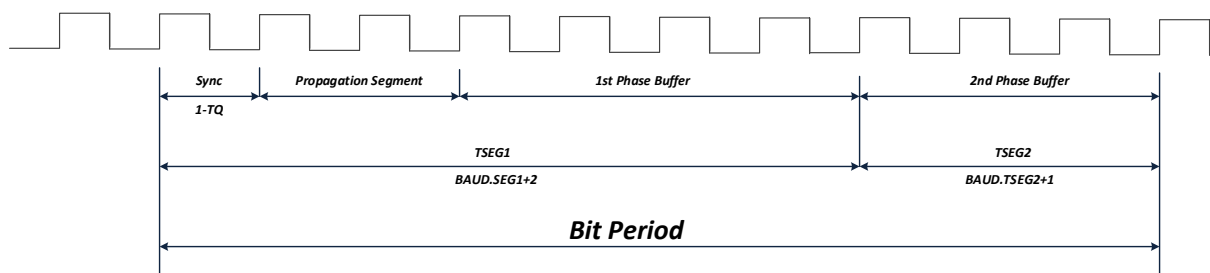 Sync
Propagation Segment
1st Phase Buffer
2nd Phase Buffer
1-TQ
TSEG1
TSEG2
BAUD.SEG1+2
BAUD.TSEG2+1
Bit Period